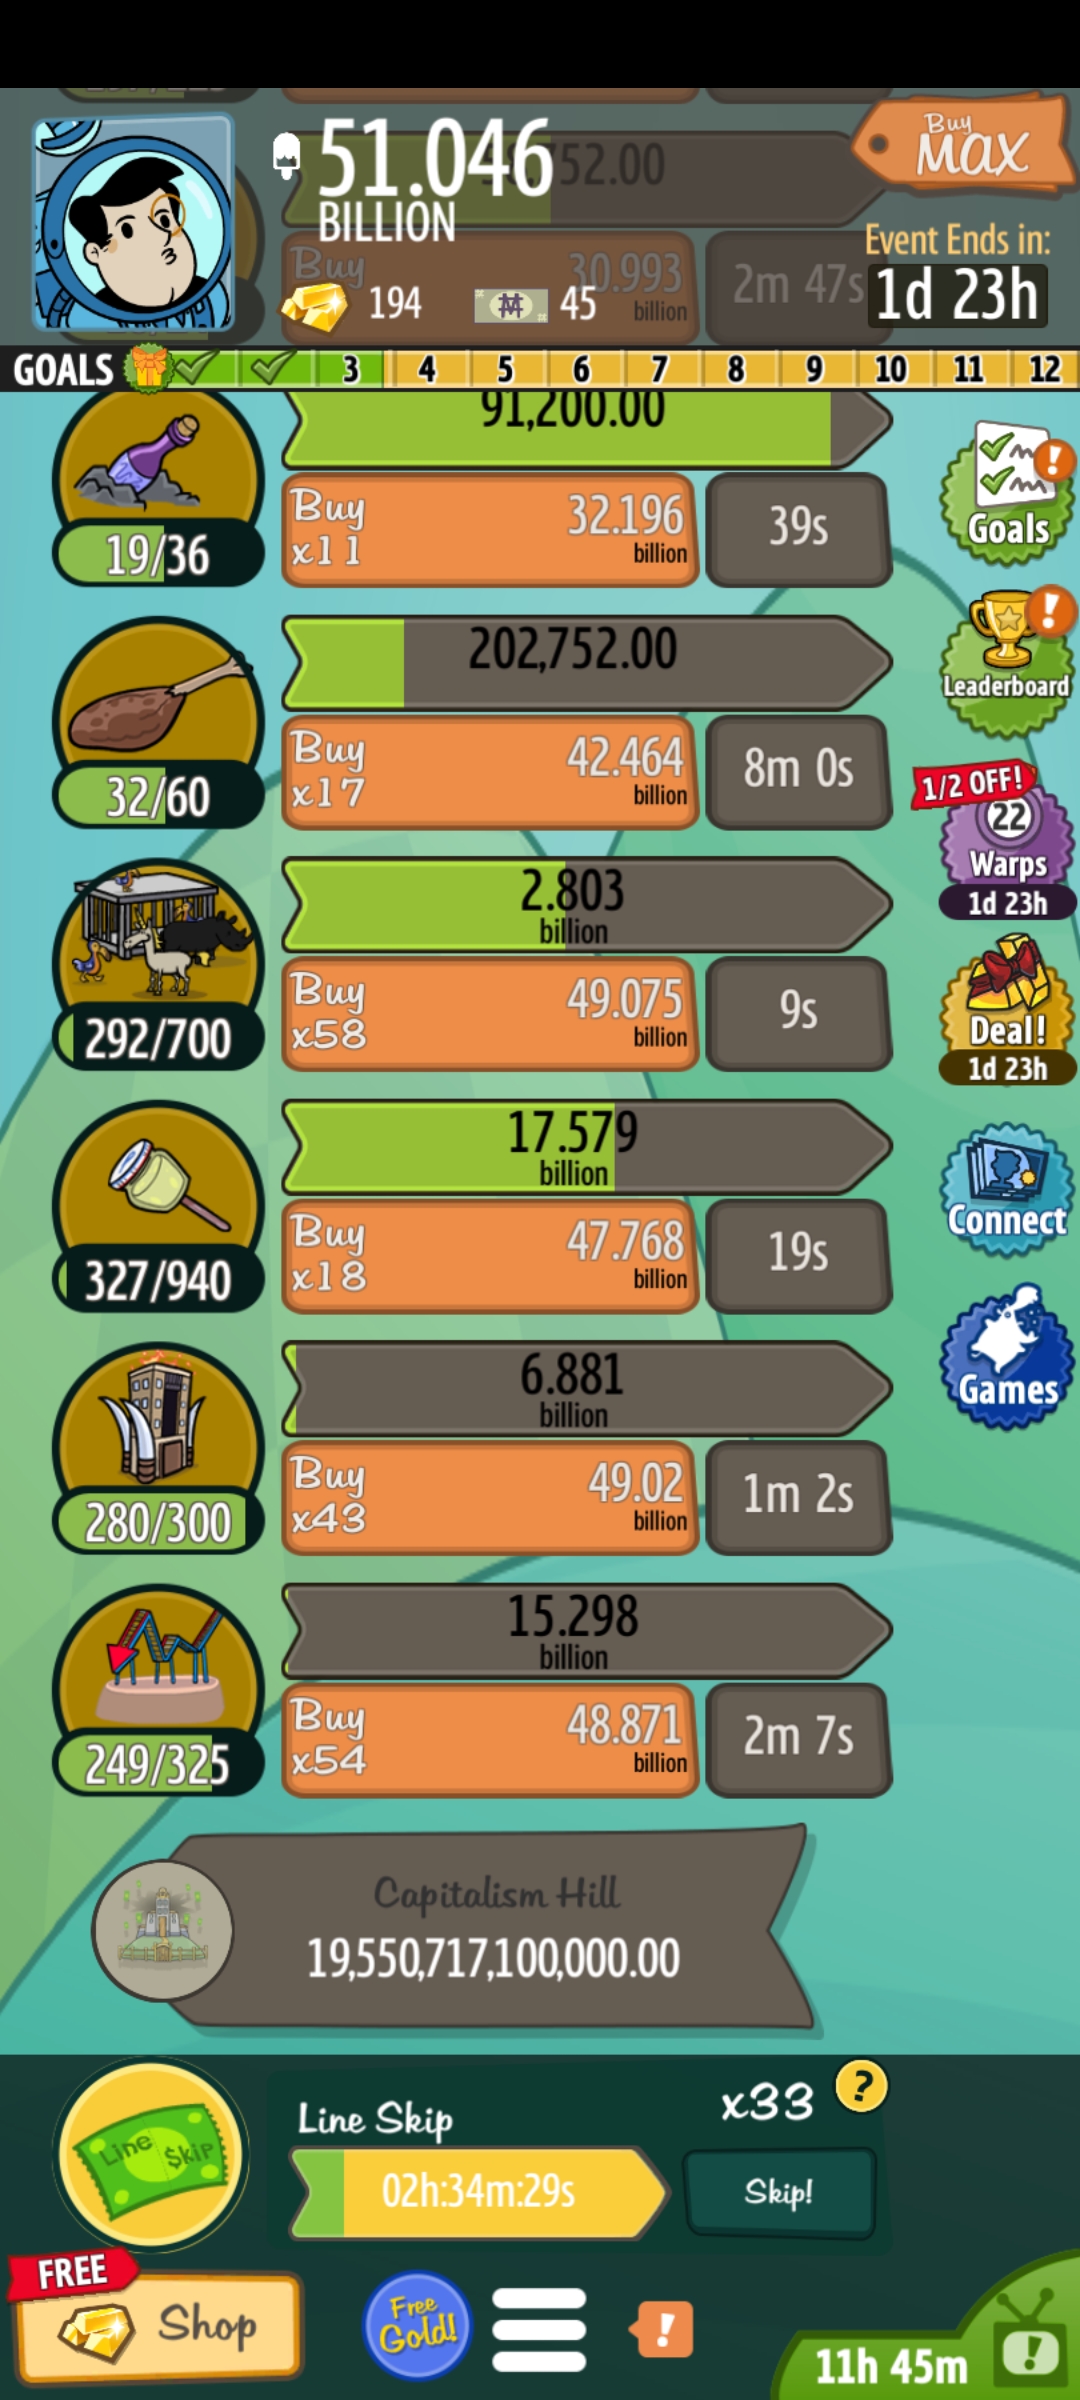 51.046
BILLION
194
45
Buy
MAX
Event Ends in:
1d 23h
752.00
Buy
30.993
billion
2m 47s
GOALS
3
4
5
6
7
8
9
10
11
12
91,200.00
Buy
x11
32.196
billion
39s
19/36
Goals
202,752.00
Buy
x17
42.464
billion
8m 0s
32/60
Leaderboard
1/2 OFF!
22
Warps
1d 23h
2.803
billion
Buy
x58
49.075
billion
9s
292/700
Deal!
1d 23h
17.579
billion
Buy
x18
47.768
billion
19s
327/940
Connect
6.881
billion
Buy
x43
49.02
billion
1m 2s
280/300
Games
15.298
billion
Buy
x54
48.871
billion
2m 7s
249/325
Capitalism Hill
19,550,717,100,000.00
Line $kip
Line Skip
x33
?
02h:34m:29s
Skip!
FREE
Shop
Free
Gold!
!
11h 45m
!